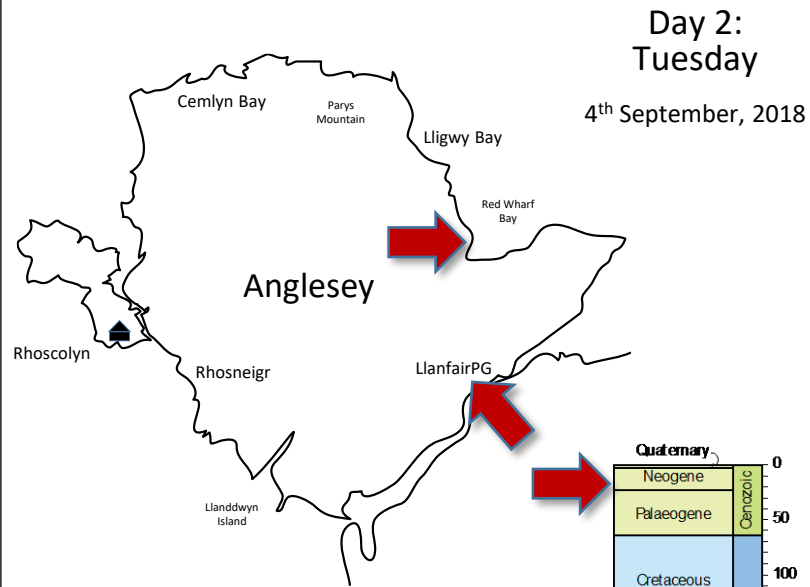 Day 2:
Tuesday
4th September, 2018
Cemlyn Bay
Parys
Mountain
Lligwy Bay
Red Wharf
Bay
Anglesey
Rhoscolyn
Rhosneigr
LlanfairPG
Llanddwyn
Island
Quaternary
Neogene
Palaeogene
Cretaceous
Cenozoic
0
50
100